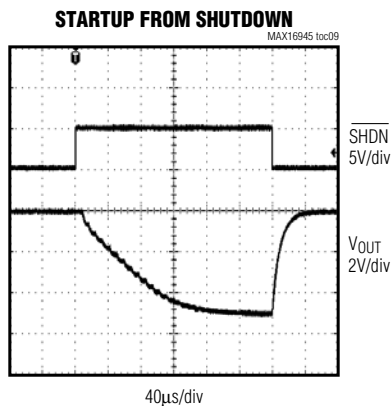 STARTUP FROM SHUTDOWN
MAX16945 toc09
SHDN
5V/div
VOUT
2V/div
40µs/div